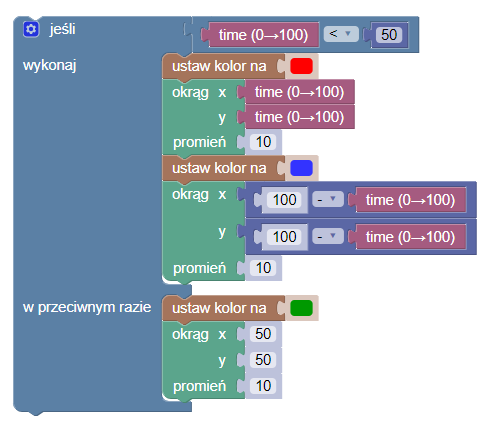 jeśli time (0→100) < 50
wykonaj ustaw kolor na
okrąg x time (0→100)
y time (0→100)
promień 10
ustaw kolor na
okrąg x 100 - time (0→100)
y 100 - time (0→100)
promień 10
w przeciwnym razie ustaw kolor na
okrąg x 50
y 50
promień 10